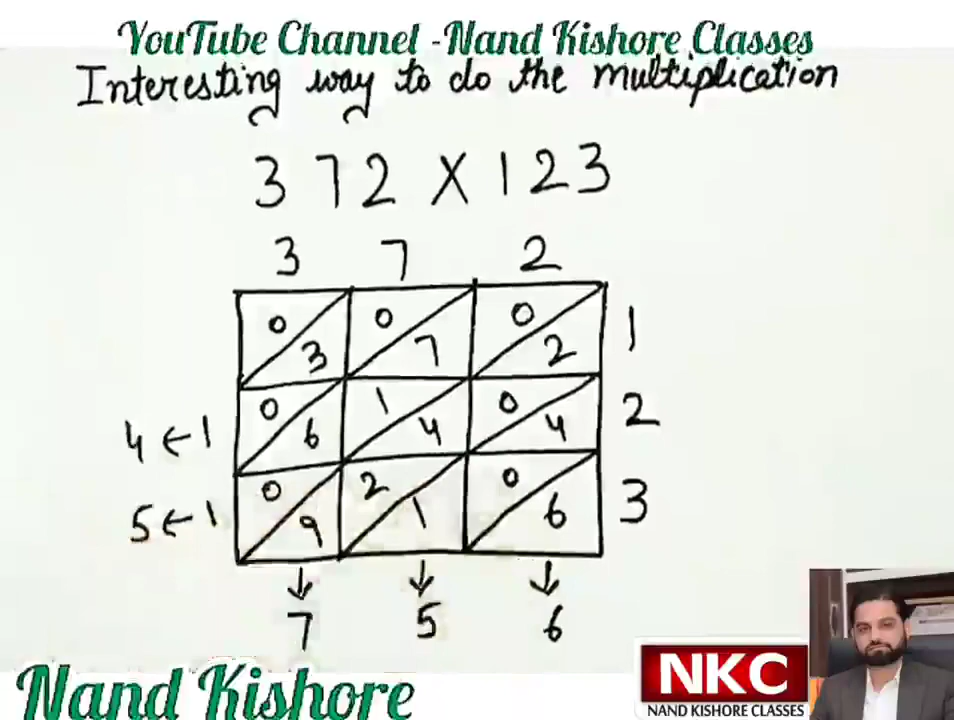 YouTube Channel -Nand Kishore Classes
Interesting way to do the multiplication
372 X 123
3 7 2
0 0 0 1
3 7 2
0 1 0 2
4 ← 1 6 4 4
0 2 0 3
5 ← 1 9 1 6
↓ ↓ ↓
7 5 6
Nand Kishore
NKC
NAND KISHORE CLASSES